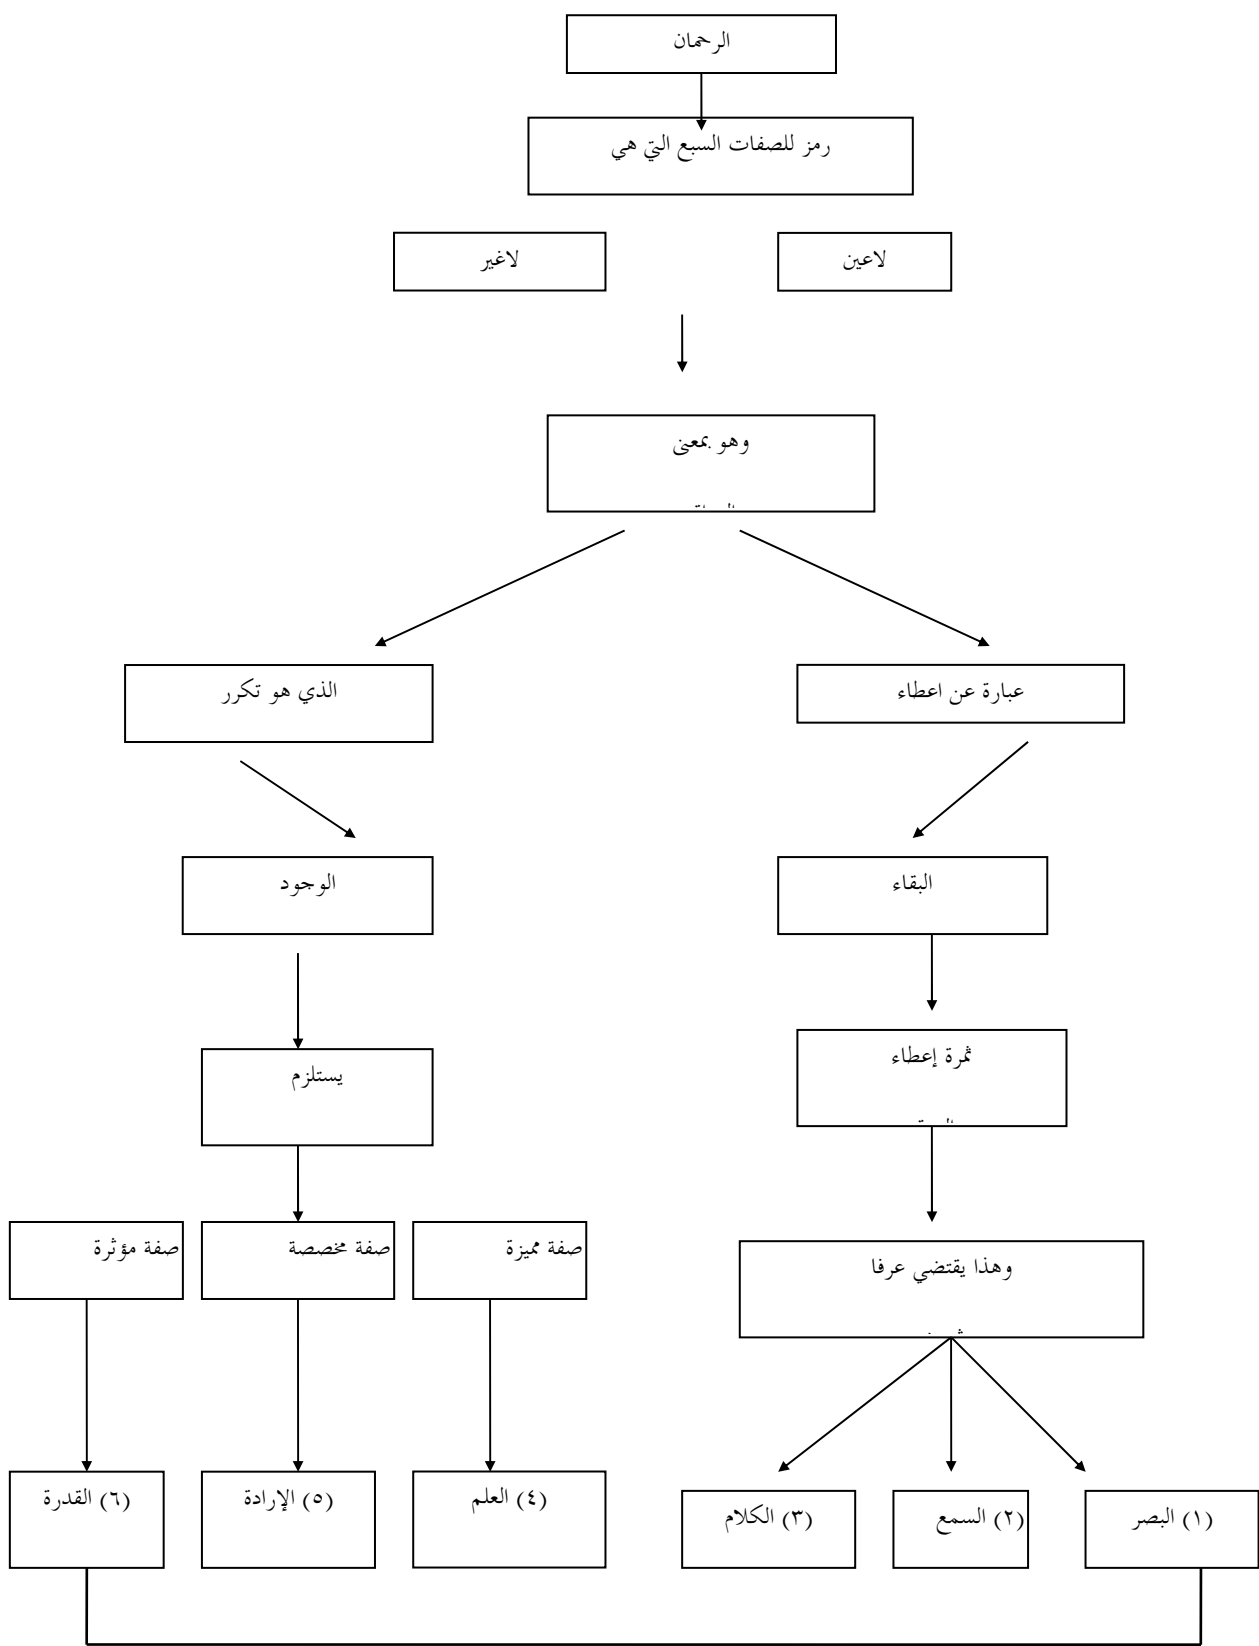 الرحمان
رمز للصفات السبع التي هي
لاعين
لاغير
وهو بمعنى
عبارة عن اعطاء
الذي هو تكرر
البقاء
الوجود
ثمرة إعطاء
يستلزم
وهذا يقتضي عرفا
صفة مميزة
صفة مخصصة
صفة مؤثرة
(١) البصر
(٢) السمع
(٣) الكلام
(٤) العلم
(٥) الإرادة
(٦) القدرة